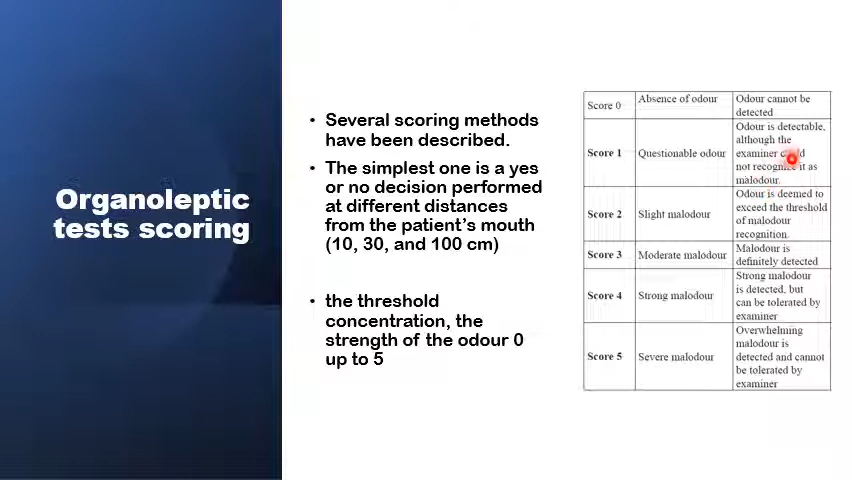 Organoleptic
tests scoring
• Several scoring methods
have been described.
• The simplest one is a yes
or no decision performed
at different distances
from the patient's mouth
(10, 30, and 100 cm)
• the threshold
concentration, the
strength of the odour 0
up to 5
Score 0 Absence of odour Odour cannot be
detected
Score 1 Questionable odour Odour is detectable,
although the
examiner could
not recognize it as
malodour.
Score 2 Slight malodour Odour is deemed to
exceed the threshold
of malodour
recognition.
Score 3 Moderate malodour Malodour is
definitely detected
Score 4 Strong malodour Strong malodour
is detected, but
can be tolerated by
examiner
Score 5 Severe malodour Overwhelming
malodour is
detected and cannot
be tolerated by
examiner